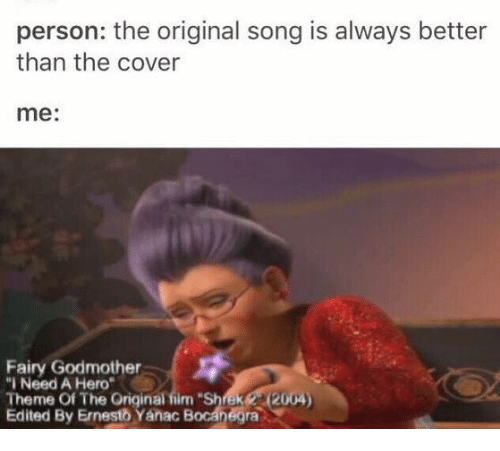 person: the original song is always better
than the cover
me:
Fairy Godmother
"I Need A Hero"
Theme Of The Original film "Shrek 2" (2004)
Edited By Ernesto Yánac Bocanegra